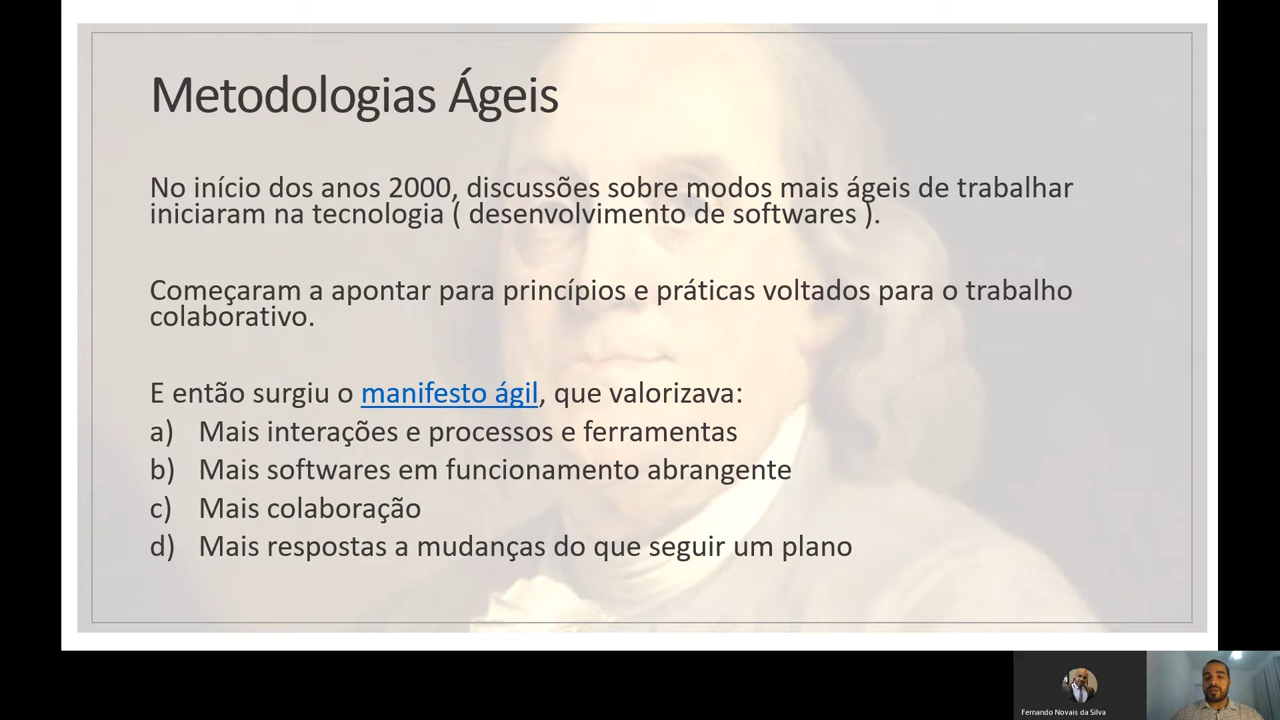 Metodologias Ágeis
No início dos anos 2000, discussões sobre modos mais ágeis de trabalhar
iniciaram na tecnologia ( desenvolvimento de softwares ).
Começaram a apontar para princípios e práticas voltados para o trabalho
colaborativo.
E então surgiu o manifesto ágil, que valorizava:
a) Mais interações e processos e ferramentas
b) Mais softwares em funcionamento abrangente
c) Mais colaboração
d) Mais respostas a mudanças do que seguir um plano
Fernando Novais da Silva